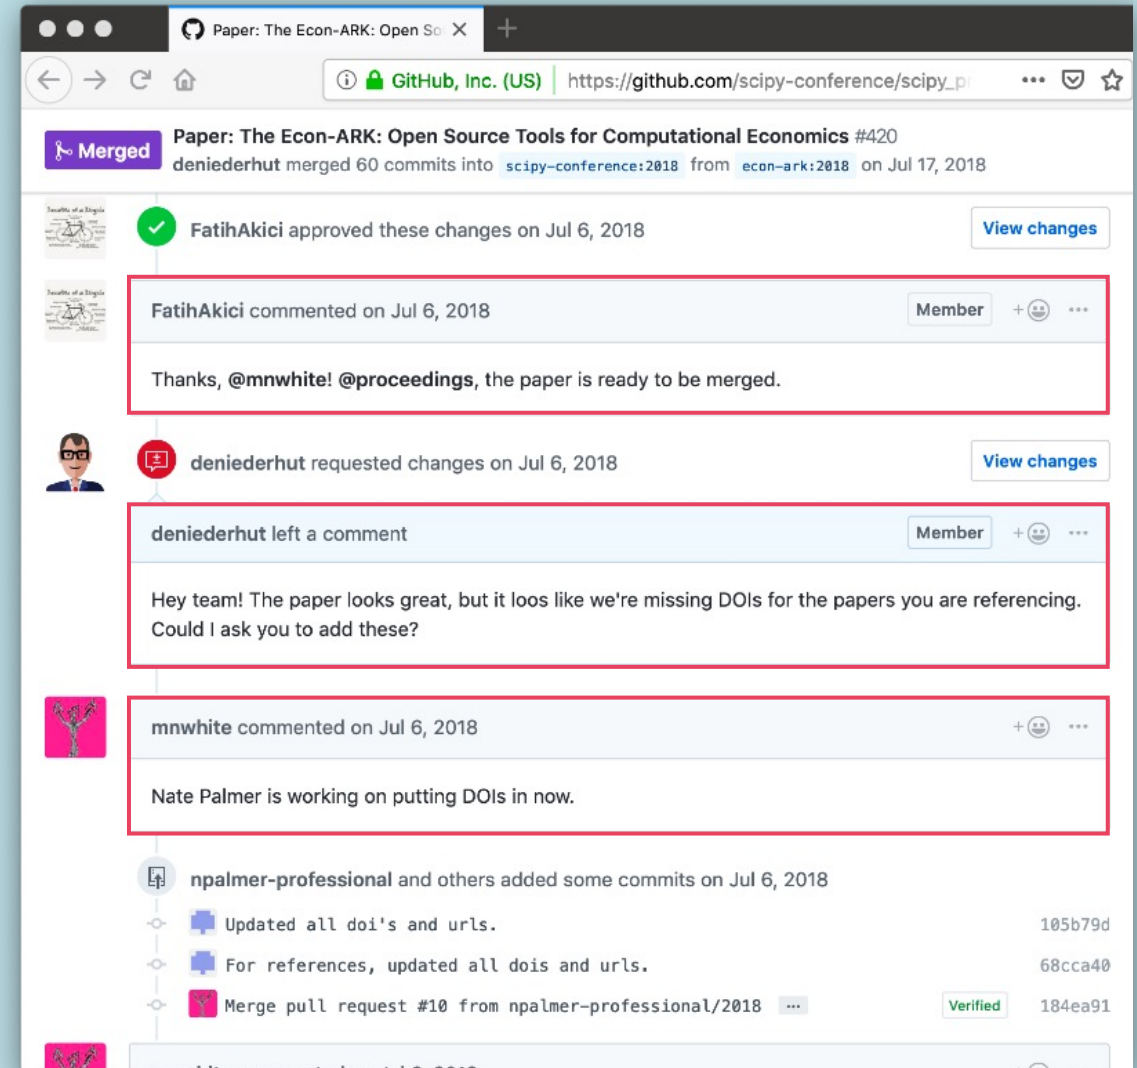 Paper: The Econ-ARK: Open So
GitHub, Inc. (US) https://github.com/scipy-conference/scipy_p
Merged
Paper: The Econ-ARK: Open Source Tools for Computational Economics #420
deniederhut merged 60 commits into scipy-conference:2018 from econ-ark:2018 on Jul 17, 2018
FatihAkici approved these changes on Jul 6, 2018
View changes
FatihAkici commented on Jul 6, 2018
Member
Thanks, @mnwhite! @proceedings, the paper is ready to be merged.
deniederhut requested changes on Jul 6, 2018
View changes
deniederhut left a comment
Member
Hey team! The paper looks great, but it loos like we're missing DOIs for the papers you are referencing.
Could I ask you to add these?
mnwhite commented on Jul 6, 2018
Nate Palmer is working on putting DOIs in now.
npalmer-professional and others added some commits on Jul 6, 2018
Updated all doi's and urls. 105b79d
For references, updated all dois and urls. 68cca40
Merge pull request #10 from npalmer-professional/2018 ... Verified 184ea91